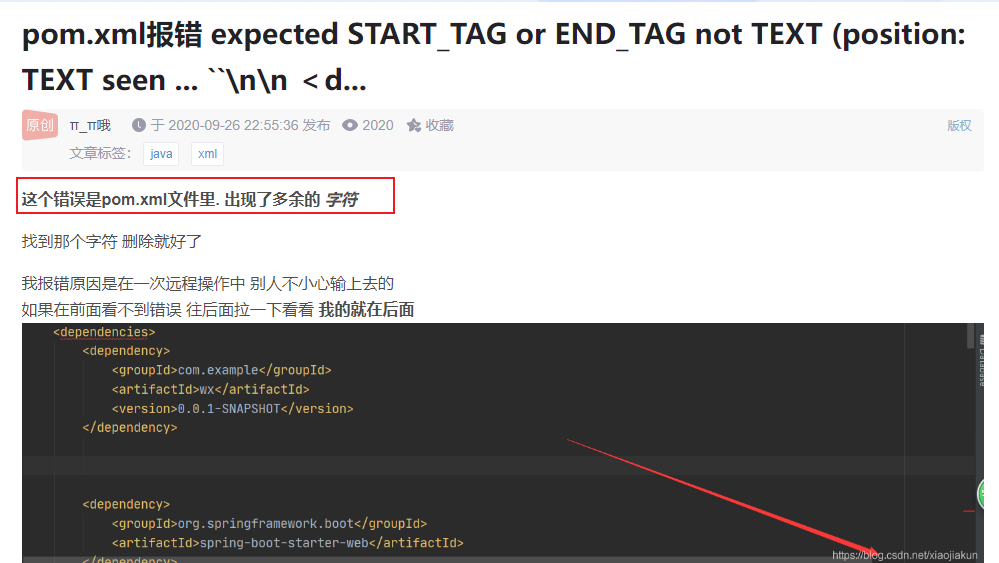 pom.xml报错 expected START_TAG or END_TAG not TEXT (position:
TEXT seen ... ``\n\n ＜d...
原创 π_π哦 于 2020-09-26 22:55:36 发布 2020 收藏 版权
文章标签： java xml
这个错误是pom.xml文件里. 出现了多余的 字符
找到那个字符 删除就好了
我报错原因是在一次远程操作中 别人不小心输上去的
如果在前面看不到错误 往后面拉一下看看 我的就在后面
<dependencies>
<dependency>
<groupId>com.example</groupId>
<artifactId>wx</artifactId>
<version>0.0.1-SNAPSHOT</version>
</dependency>
<dependency>
<groupId>org.springframework.boot</groupId>
<artifactId>spring-boot-starter-web</artifactId>
</dependency>
Database
https://blog.csdn.net/xiaojiakun